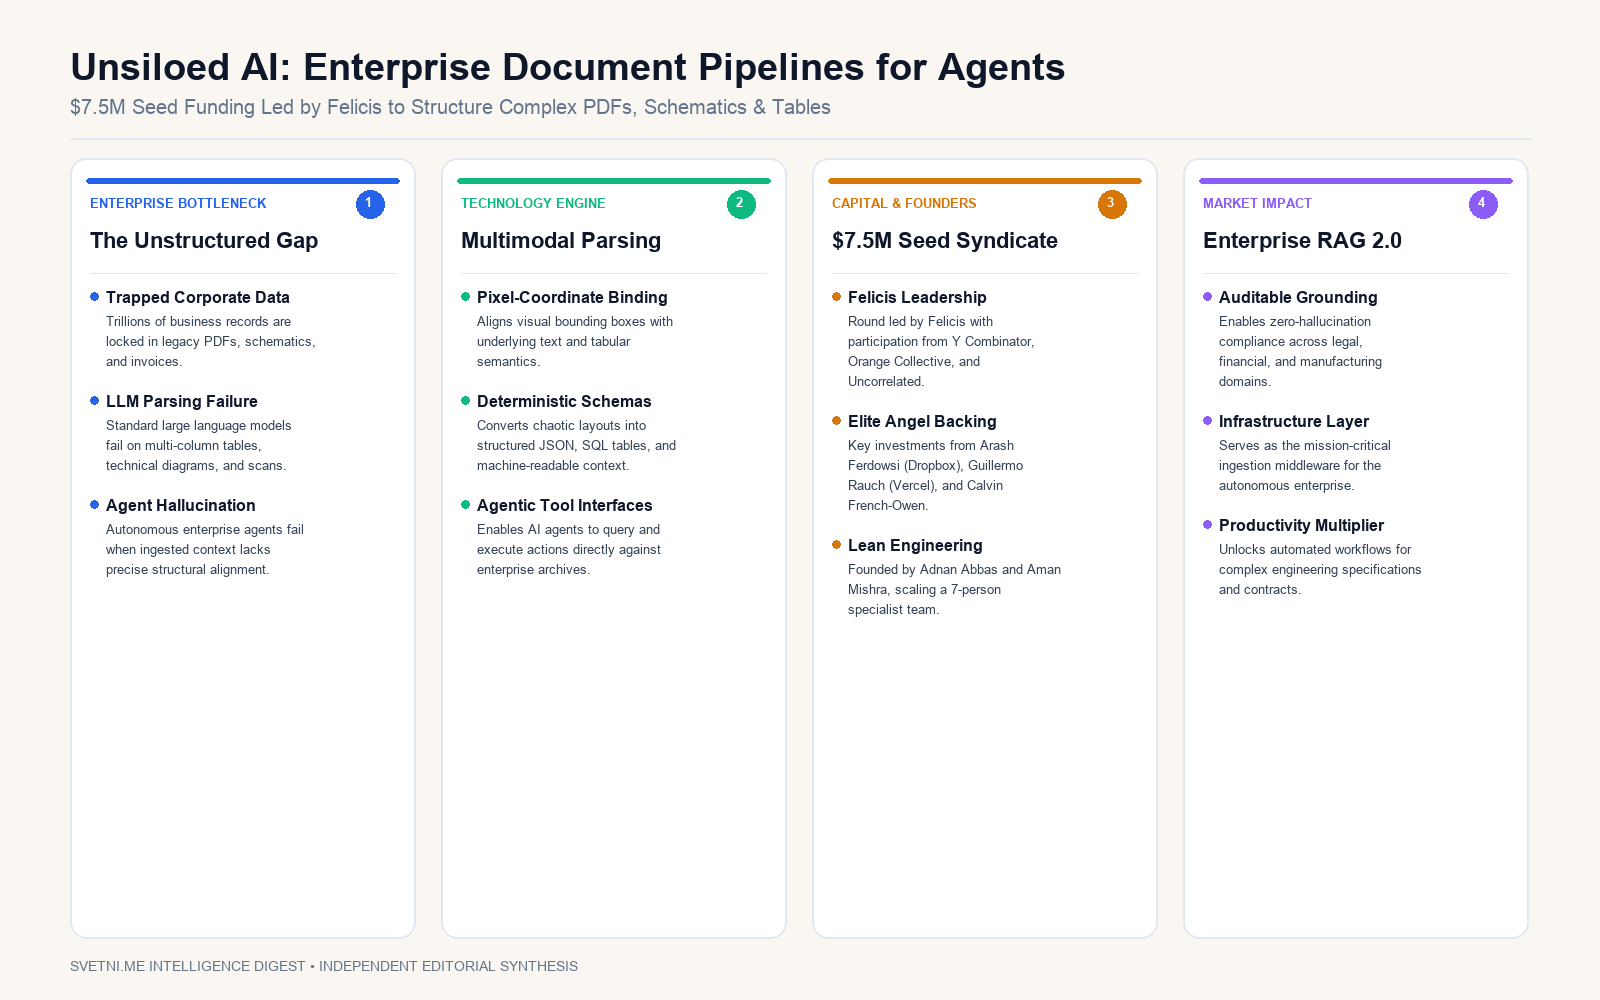 Unsiloed AI: Enterprise Document Pipelines for Agents
$7.5M Seed Funding Led by Felicis to Structure Complex PDFs, Schematics & Tables
ENTERPRISE BOTTLENECK
1
The Unstructured Gap
Trapped Corporate Data
Trillions of business records are
locked in legacy PDFs, schematics,
and invoices.
LLM Parsing Failure
Standard large language models
fail on multi-column tables,
technical diagrams, and scans.
Agent Hallucination
Autonomous enterprise agents fail
when ingested context lacks
precise structural alignment.
TECHNOLOGY ENGINE
2
Multimodal Parsing
Pixel-Coordinate Binding
Aligns visual bounding boxes with
underlying text and tabular
semantics.
Deterministic Schemas
Converts chaotic layouts into
structured JSON, SQL tables, and
machine-readable context.
Agentic Tool Interfaces
Enables AI agents to query and
execute actions directly against
enterprise archives.
CAPITAL & FOUNDERS
3
$7.5M Seed Syndicate
Felicis Leadership
Round led by Felicis with
participation from Y Combinator,
Orange Collective, and
Uncorrelated.
Elite Angel Backing
Key investments from Arash
Ferdowsi (Dropbox), Guillermo
Rauch (Vercel), and Calvin
French-Owen.
Lean Engineering
Founded by Adnan Abbas and Aman
Mishra, scaling a 7-person
specialist team.
MARKET IMPACT
4
Enterprise RAG 2.0
Auditable Grounding
Enables zero-hallucination
compliance across legal,
financial, and manufacturing
domains.
Infrastructure Layer
Serves as the mission-critical
ingestion middleware for the
autonomous enterprise.
Productivity Multiplier
Unlocks automated workflows for
complex engineering specifications
and contracts.
SVETNI.ME INTELLIGENCE DIGEST • INDEPENDENT EDITORIAL SYNTHESIS